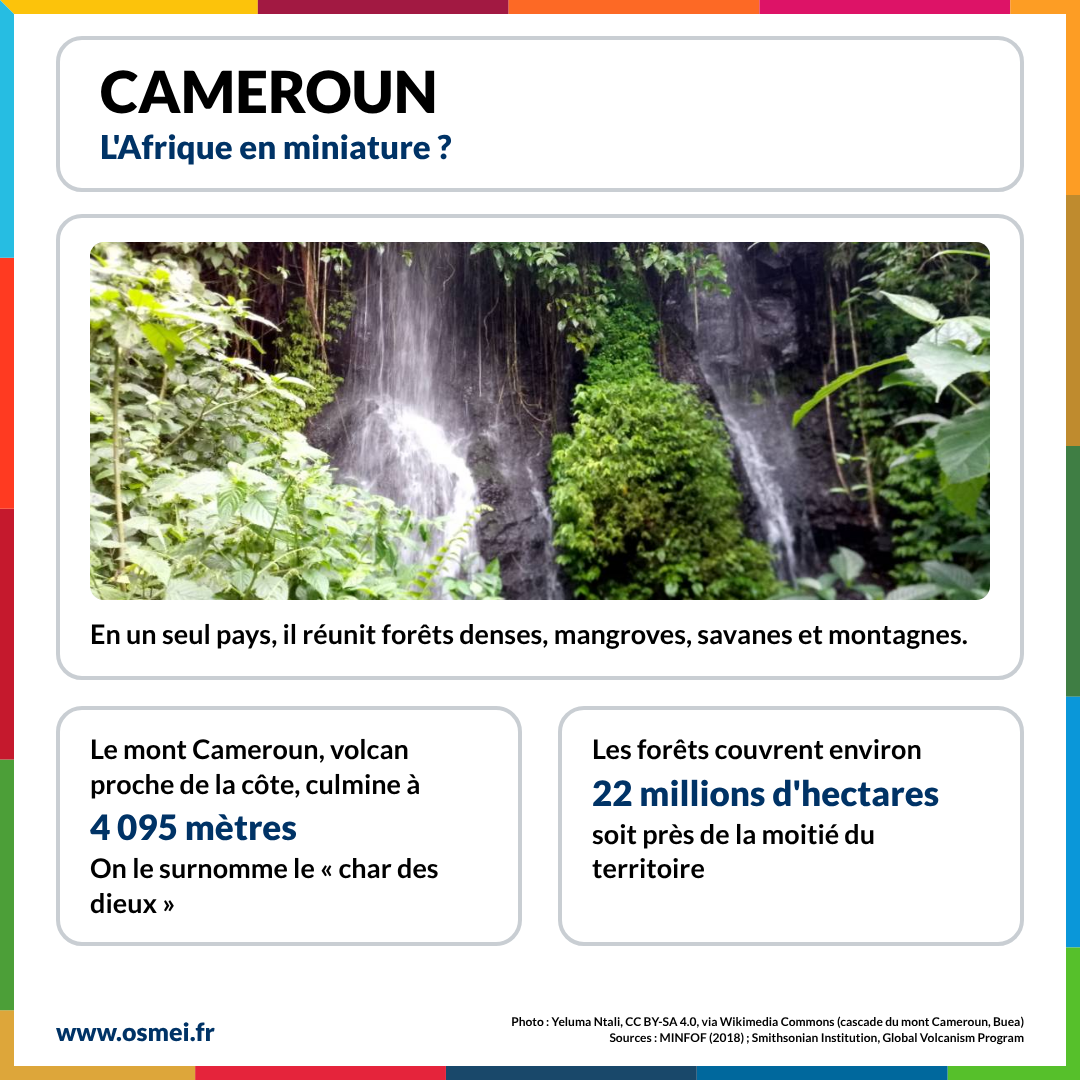 CAMEROUN
L'Afrique en miniature ?
En un seul pays, il réunit forêts denses, mangroves, savanes et montagnes.
Le mont Cameroun, volcan
proche de la côte, culmine à
4 095 mètres
On le surnomme le « char des
dieux »
Les forêts couvrent environ
22 millions d'hectares
soit près de la moitié du
territoire
www.osmei.fr
Photo : Yeluma Ntali, CC BY-SA 4.0, via Wikimedia Commons (cascade du mont Cameroun, Buea)
Sources : MINFOF (2018) ; Smithsonian Institution, Global Volcanism Program